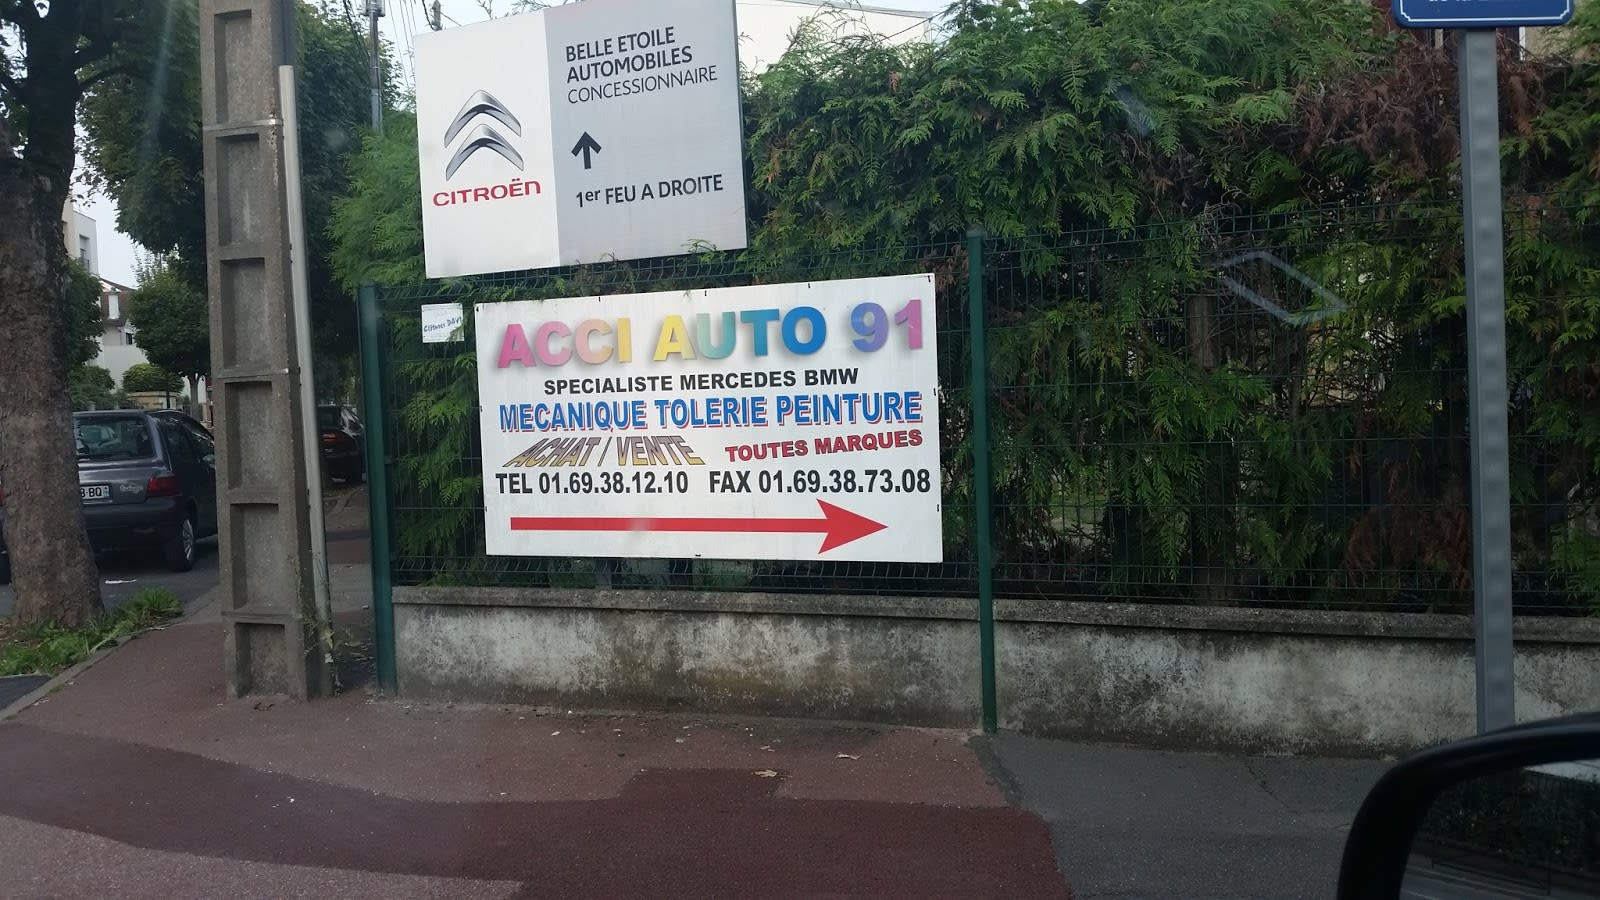 BELLE ETOILE
AUTOMOBILES
CONCESSIONNAIRE
1er FEU A DROITE
CITROËN
ACCI AUTO 91
SPECIALISTE MERCEDES BMW
MECANIQUE TOLERIE PEINTURE
ACHAT / VENTE TOUTES MARQUES
TEL 01.69.38.12.10 FAX 01.69.38.73.08